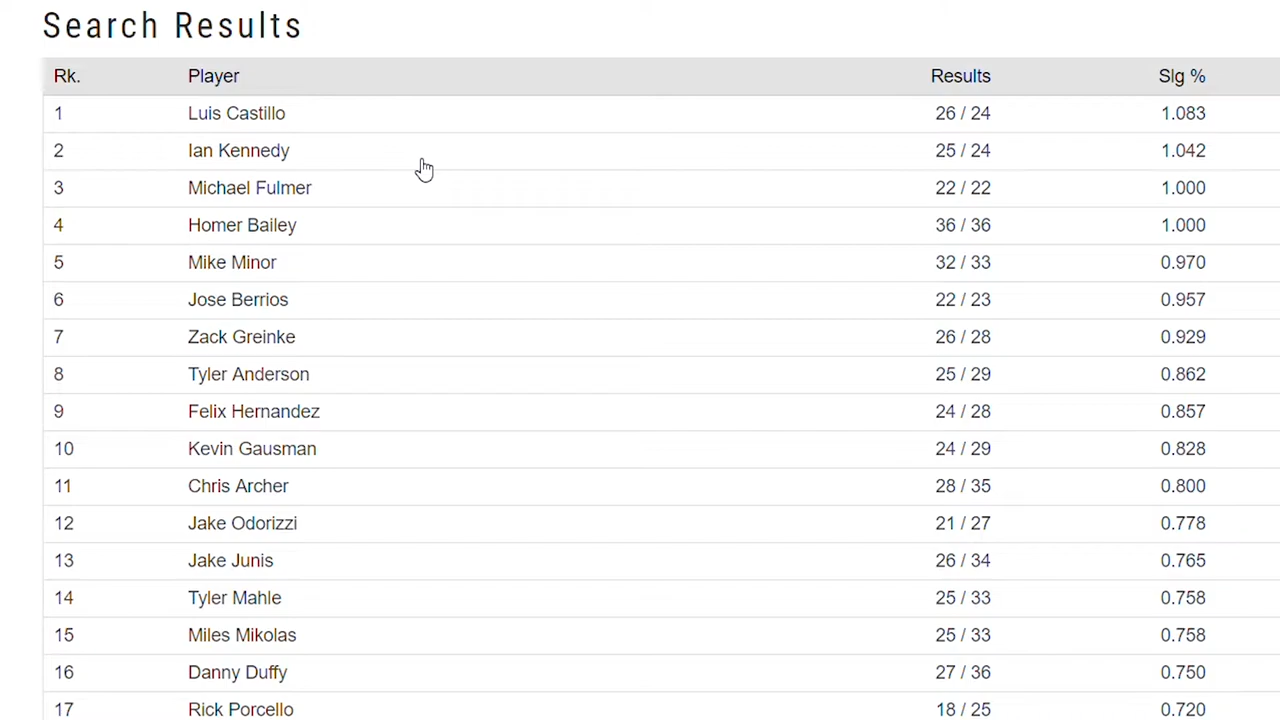 Search Results
Rk. Player Results Slg %
1 Luis Castillo 26 / 24 1.083
2 Ian Kennedy 25 / 24 1.042
3 Michael Fulmer 22 / 22 1.000
4 Homer Bailey 36 / 36 1.000
5 Mike Minor 32 / 33 0.970
6 Jose Berrios 22 / 23 0.957
7 Zack Greinke 26 / 28 0.929
8 Tyler Anderson 25 / 29 0.862
9 Felix Hernandez 24 / 28 0.857
10 Kevin Gausman 24 / 29 0.828
11 Chris Archer 28 / 35 0.800
12 Jake Odorizzi 21 / 27 0.778
13 Jake Junis 26 / 34 0.765
14 Tyler Mahle 25 / 33 0.758
15 Miles Mikolas 25 / 33 0.758
16 Danny Duffy 27 / 36 0.750
17 Rick Porcello 18 / 25 0.720